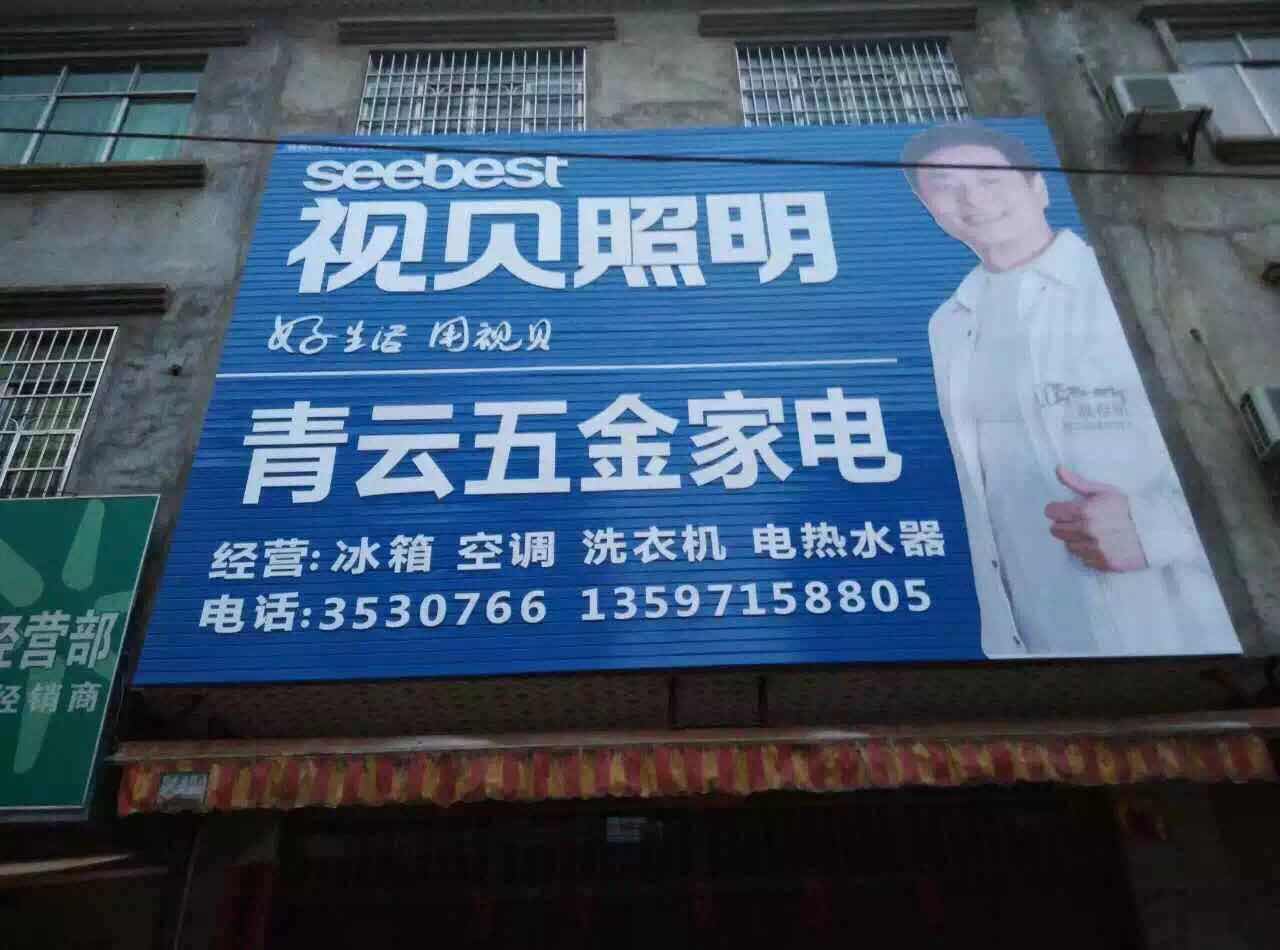 seebest
视贝照明
好生活 用视贝
青云五金家电
经营:冰箱 空调 洗衣机 电热水器
电话:3530766 13597158805
经营部
经销商